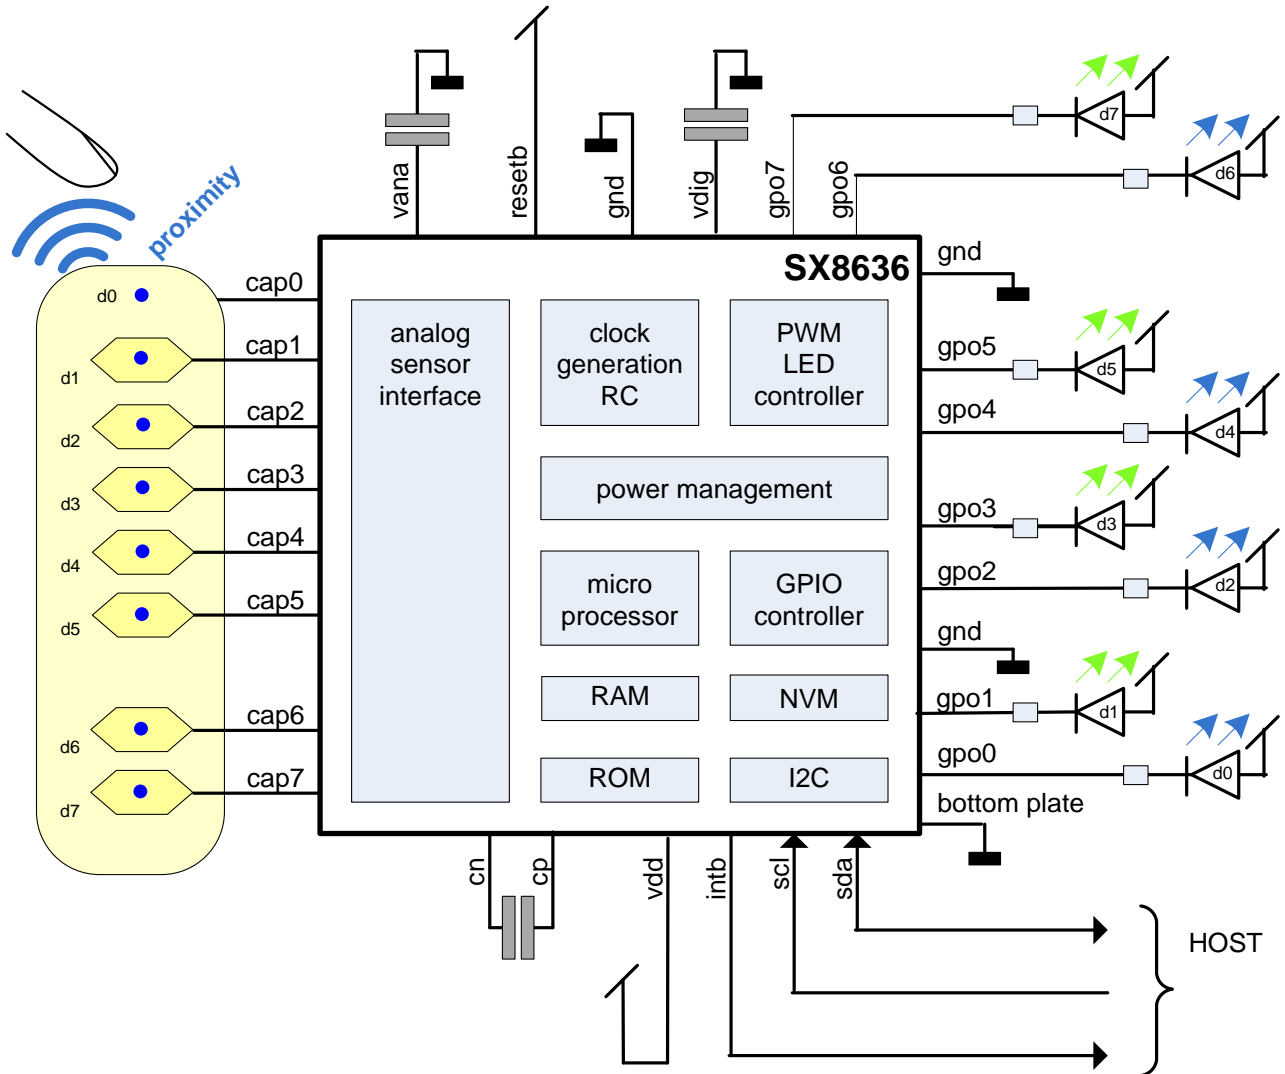 vana
resetb
gnd
vdig
gpo7
gpo6
d7
d6
proximity
SX8636
d0
cap0
d1
cap1
d2
cap2
d3
cap3
d4
cap4
d5
cap5
d6
cap6
d7
cap7
analog
sensor
interface
clock
generation
RC
PWM
LED
controller
power management
micro
processor
GPIO
controller
RAM
NVM
ROM
I2C
gnd
gpo5
d5
gpo4
d4
gpo3
d3
gpo2
d2
gnd
gpo1
d1
gpo0
d0
bottom plate
cn
cp
vdd
intb
scl
sda
HOST